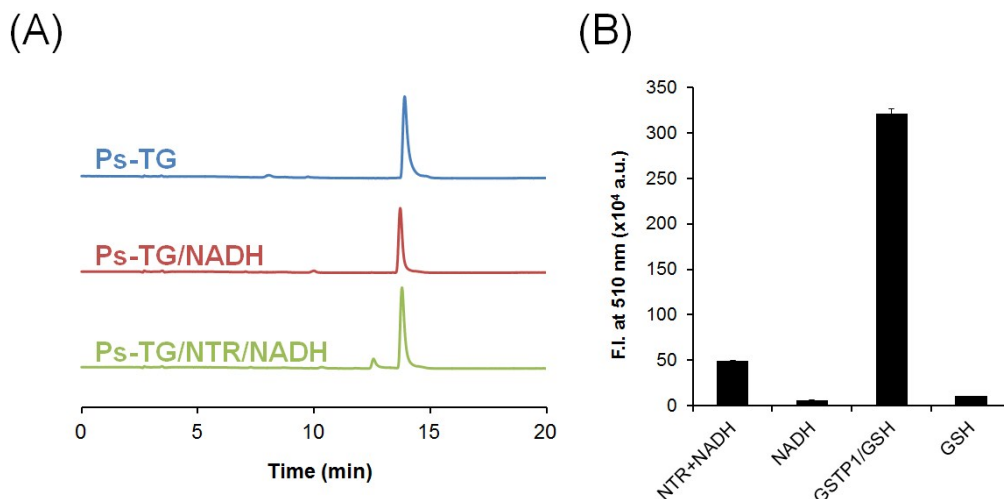 (A)
Ps-TG
Ps-TG/NADH
Ps-TG/NTR/NADH
0 5 10 15 20
Time (min)
(B)
F.I. at 510 nm (x10⁴ a.u.)
350
300
250
200
150
100
50
0
NTR+NADH
NADH
GSTP1/GSH
GSH